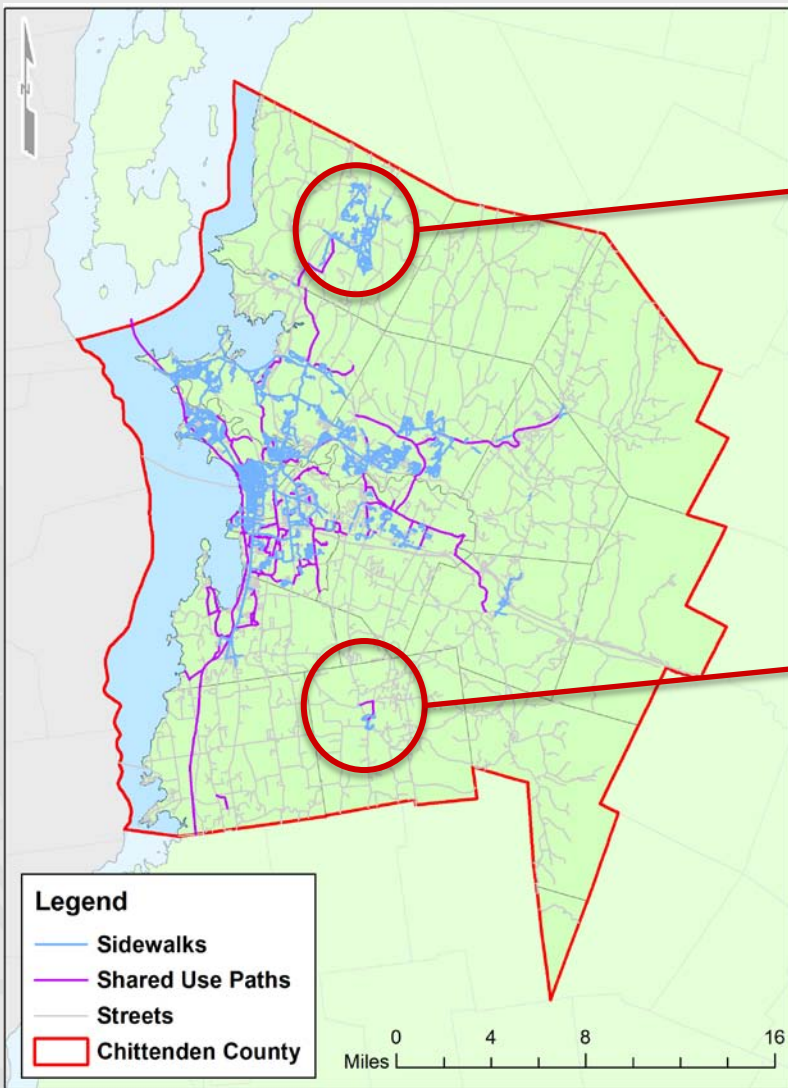 N
Legend
Sidewalks
Shared Use Paths
Streets
Chittenden County
0 4 8 16
Miles